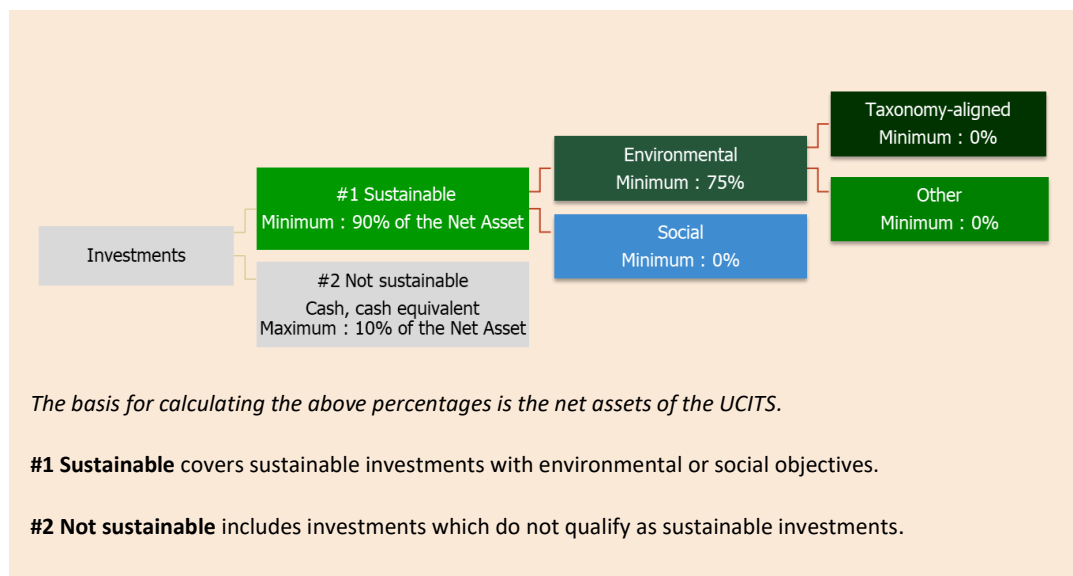 Investments
#1 Sustainable
Minimum : 90% of the Net Asset
#2 Not sustainable
Cash, cash equivalent
Maximum : 10% of the Net Asset
Environmental
Minimum : 75%
Social
Minimum : 0%
Taxonomy-aligned
Minimum : 0%
Other
Minimum : 0%
The basis for calculating the above percentages is the net assets of the UCITS.
#1 Sustainable covers sustainable investments with environmental or social objectives.
#2 Not sustainable includes investments which do not qualify as sustainable investments.